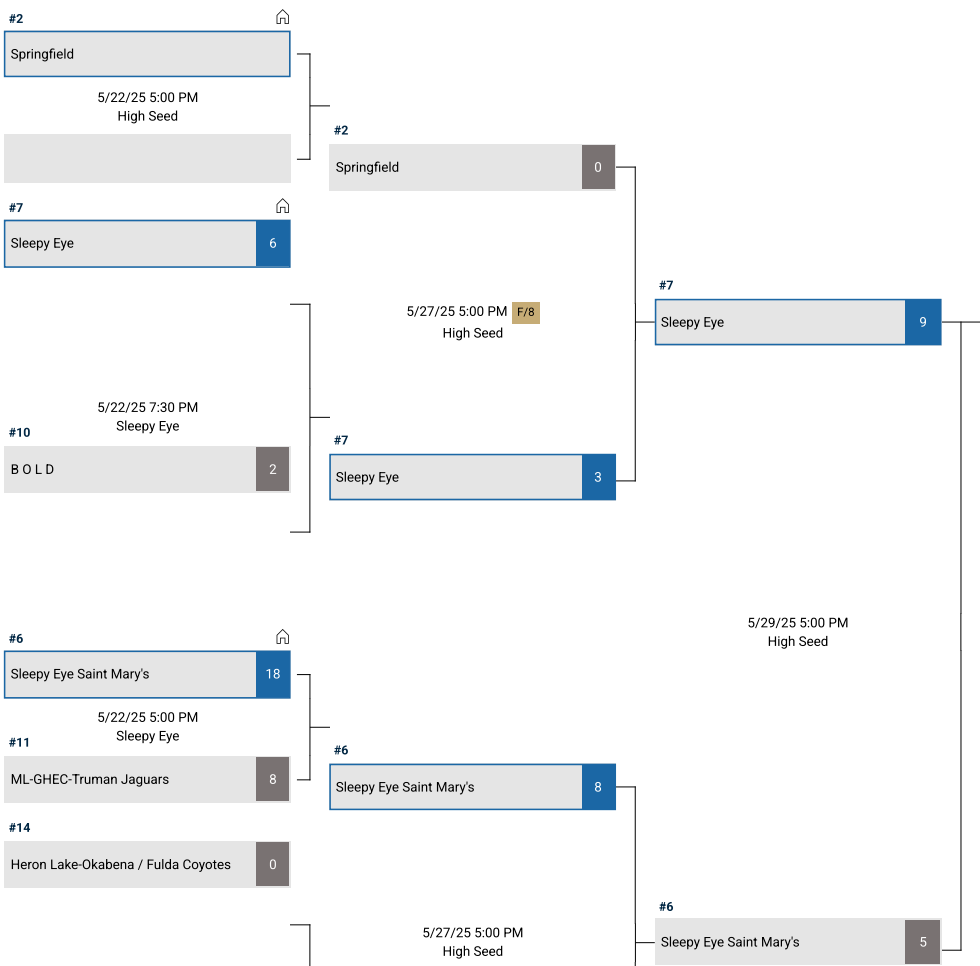 #2
Springfield
5/22/25 5:00 PM
High Seed
#7
Sleepy Eye
6
5/22/25 7:30 PM
Sleepy Eye
#10
B O L D
2
#6
Sleepy Eye Saint Mary's
18
5/22/25 5:00 PM
Sleepy Eye
#11
ML-GHEC-Truman Jaguars
8
#14
Heron Lake-Okabena / Fulda Coyotes
0
#2
Springfield
0
5/27/25 5:00 PM F/8
High Seed
#7
Sleepy Eye
3
#6
Sleepy Eye Saint Mary's
8
5/27/25 5:00 PM
High Seed
#7
Sleepy Eye
9
5/29/25 5:00 PM
High Seed
#6
Sleepy Eye Saint Mary's
5